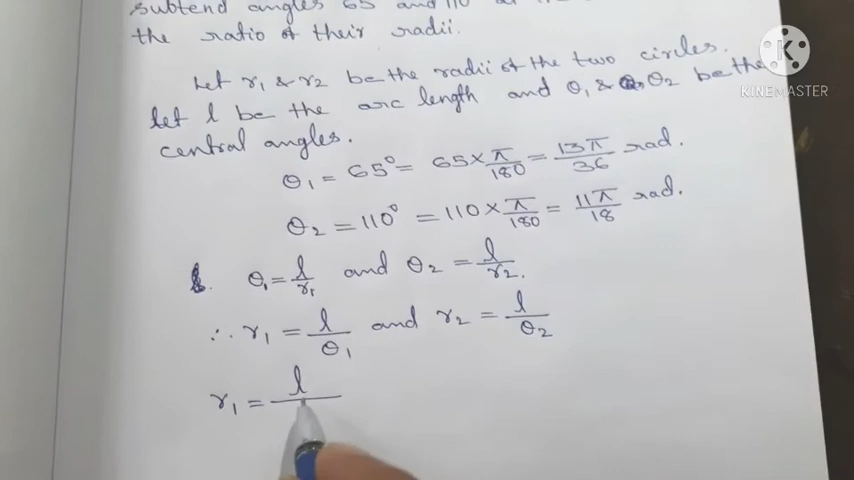 subtend angles 65 and 110 at
the ratio of their radii.
Let r₁ & r₂ be the radii of the two circles.
let l be the arc length and θ₁ & θ₂ be the
central angles.
θ₁ = 65° = 65 × π/180 = 13π/36 rad.
θ₂ = 110° = 110 × π/180 = 11π/18 rad.
θ₁ = l/r₁ and θ₂ = l/r₂.
∴ r₁ = l/θ₁ and r₂ = l/θ₂
r₁ = l/
KINEMASTER